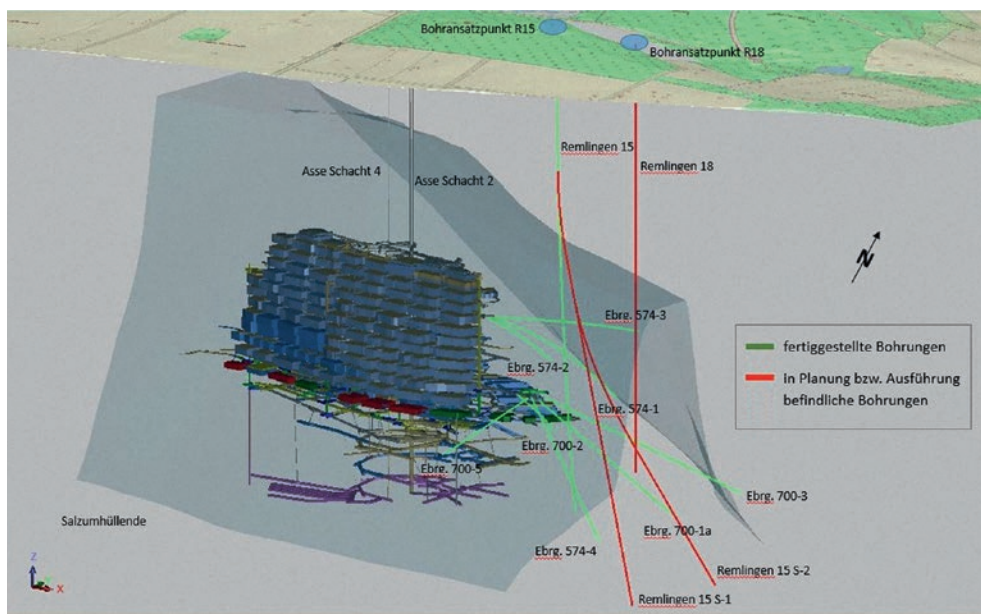 Bohransatzpunkt R15
Bohransatzpunkt R18
Remlingen 15
Remlingen 18
Asse Schacht 4
Asse Schacht 2
N
Ebrg. 574-3
fertiggestellte Bohrungen
in Planung bzw. Ausführung
befindliche Bohrungen
Ebrg. 574-2
Ebrg. 574-1
Ebrg. 700-2
Ebrg. 700-5
Ebrg. 700-3
Salzumhüllende
Ebrg. 700-1a
Ebrg. 574-4
Remlingen 15 S-2
Remlingen 15 S-1
Z
X